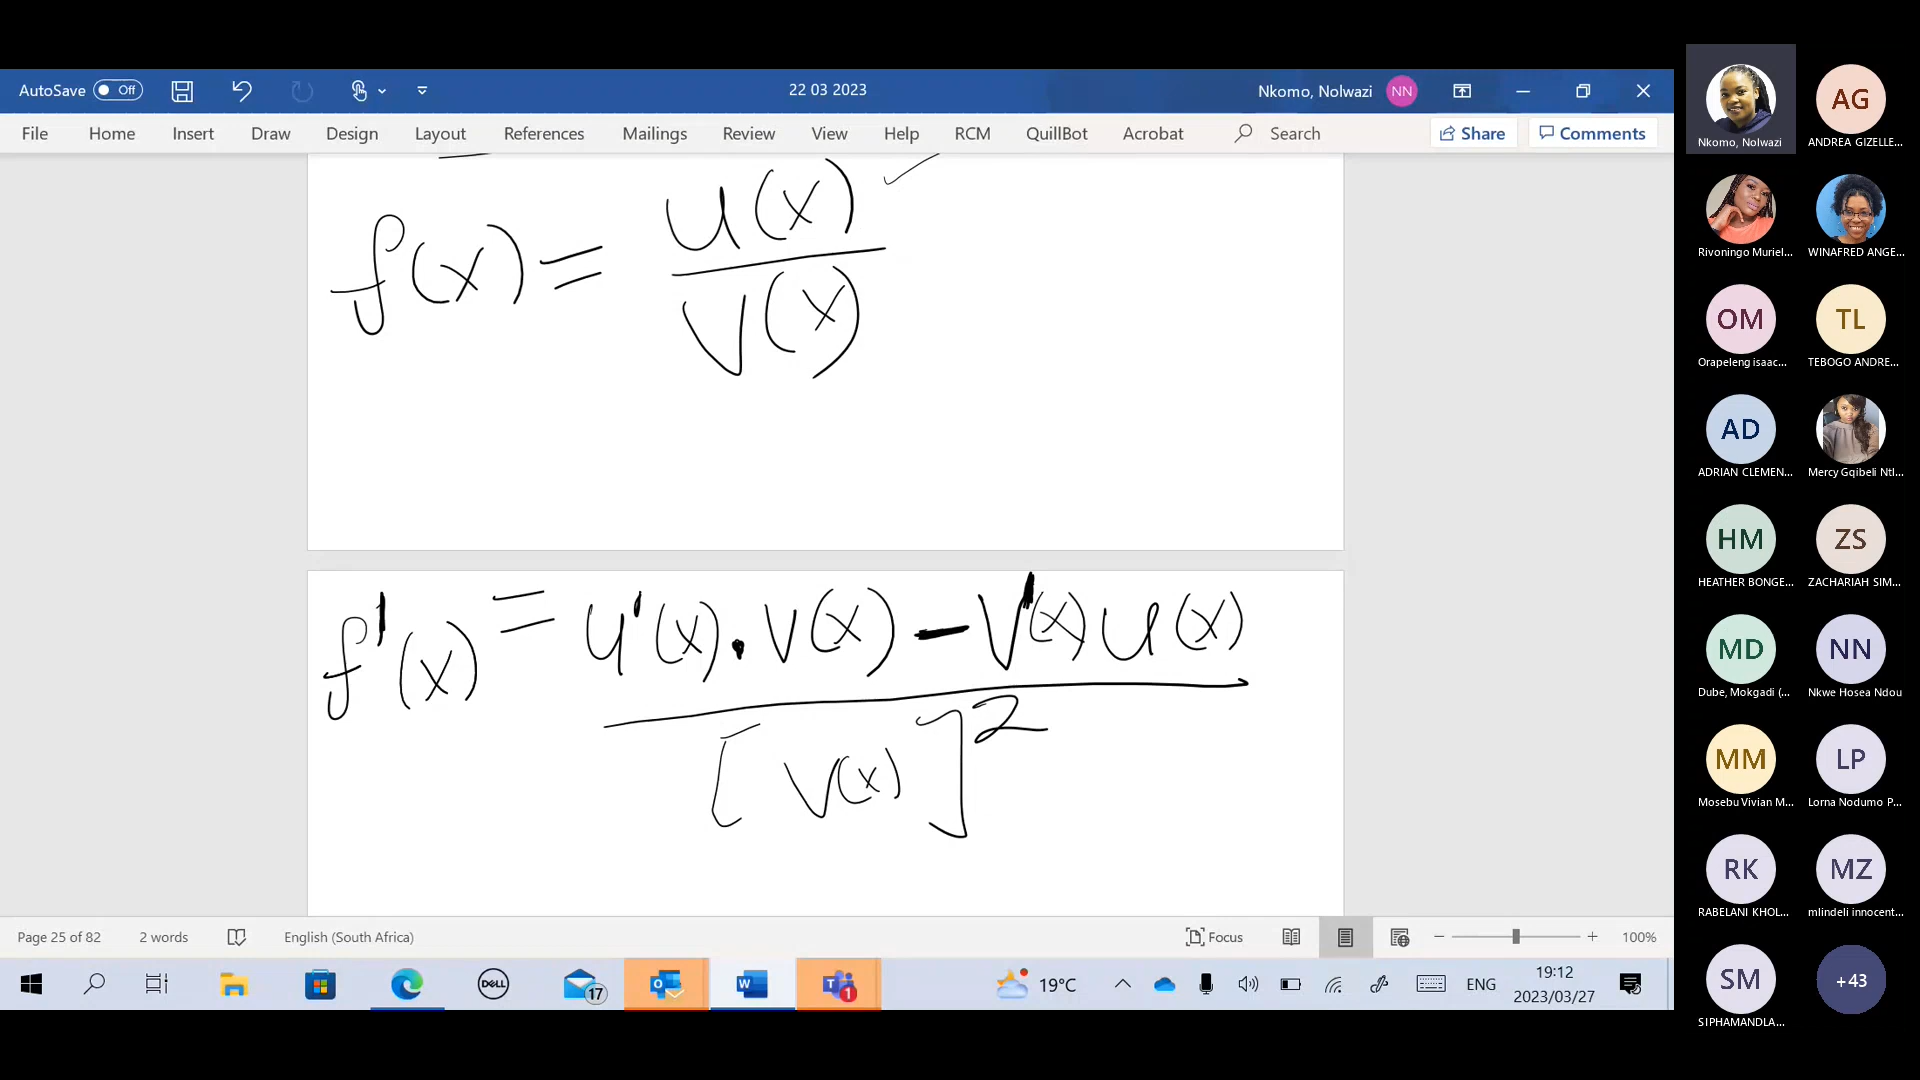 AutoSave Off 22 03 2023 Nkomo, Nolwazi NN
File Home Insert Draw Design Layout References Mailings Review View Help RCM QuillBot Acrobat Search Share Comments
f(x) = u(x)
v(x)
f'(x) = u'(x) . v(x) - v'(x) u(x)
[v(x)]2
Page 25 of 82 2 words English (South Africa) Focus 100%
17 DELL 1 19°C ENG 19:12
2023/03/27
Nkomo, Nolwazi
AG
ANDREA GIZELLE...
Rivoningo Muriel...
WINAFRED ANGE...
OM
Orapeleng isaac...
TL
TEBOGO ANDRE...
AD
ADRIAN CLEMEN...
Mercy Gqibeli Ntl...
HM
HEATHER BONGE...
ZS
ZACHARIAH SIM...
MD
Dube, Mokgadi (...
NN
Nkwe Hosea Ndou
MM
Mosebu Vivian M...
LP
Lorna Nodumo P...
RK
RABELANI KHOL...
MZ
mlindeli innocent...
SM
SIPHAMANDLA...
+43